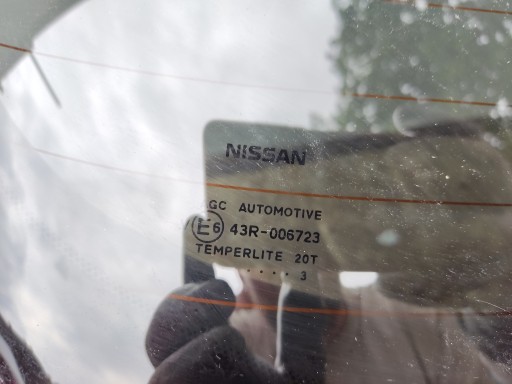 NISSAN
GC AUTOMOTIVE
E6 43R-006723
TEMPERLITE 20T
.... 3